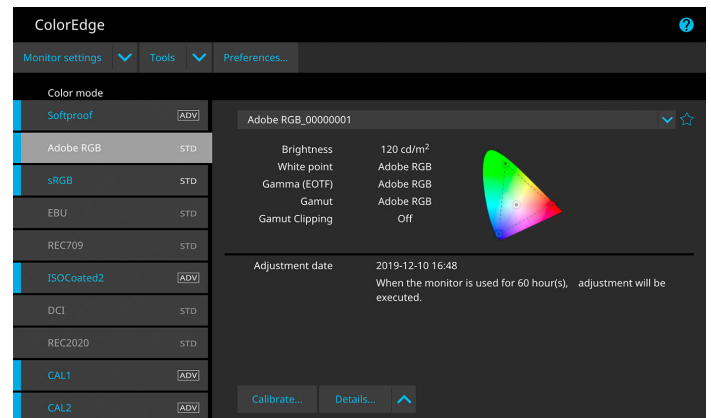 ColorEdge
?
Monitor settings Tools Preferences...
Color mode
Softproof ADV
Adobe RGB STD
sRGB STD
EBU STD
REC709 STD
ISOCoated2 ADV
DCI STD
REC2020 STD
CAL1 ADV
CAL2 ADV
Adobe RGB_00000001
Brightness 120 cd/m²
White point Adobe RGB
Gamma (EOTF) Adobe RGB
Gamut Adobe RGB
Gamut Clipping Off
Adjustment date 2019-12-10 16:48
When the monitor is used for 60 hour(s), adjustment will be
executed.
Calibrate... Details...